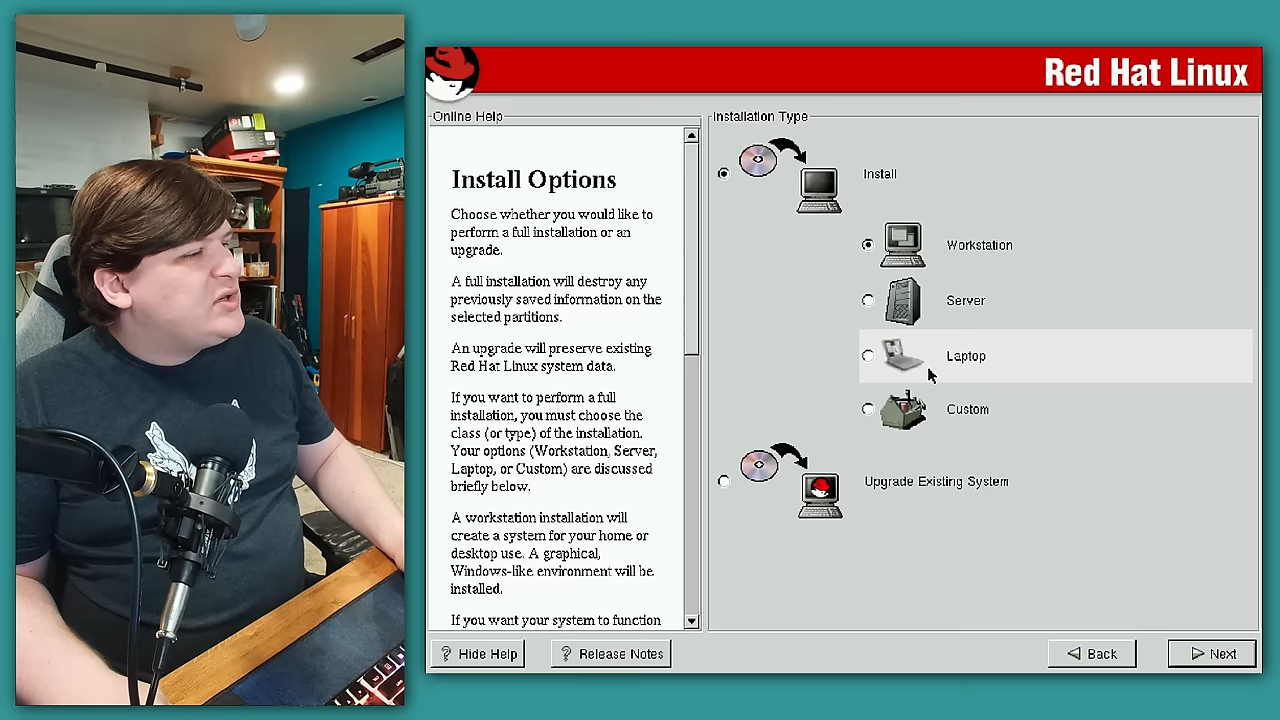 Red Hat Linux
Online Help
Install Options
Choose whether you would like to
perform a full installation or an
upgrade.
A full installation will destroy any
previously saved information on the
selected partitions.
An upgrade will preserve existing
Red Hat Linux system data.
If you want to perform a full
installation, you must choose the
class (or type) of the installation.
Your options (Workstation, Server,
Laptop, or Custom) are discussed
briefly below.
A workstation installation will
create a system for your home or
desktop use. A graphical,
Windows-like environment will be
installed.
If you want your system to function
Installation Type
Install
Workstation
Server
Laptop
Custom
Upgrade Existing System
? Hide Help
? Release Notes
Back
Next